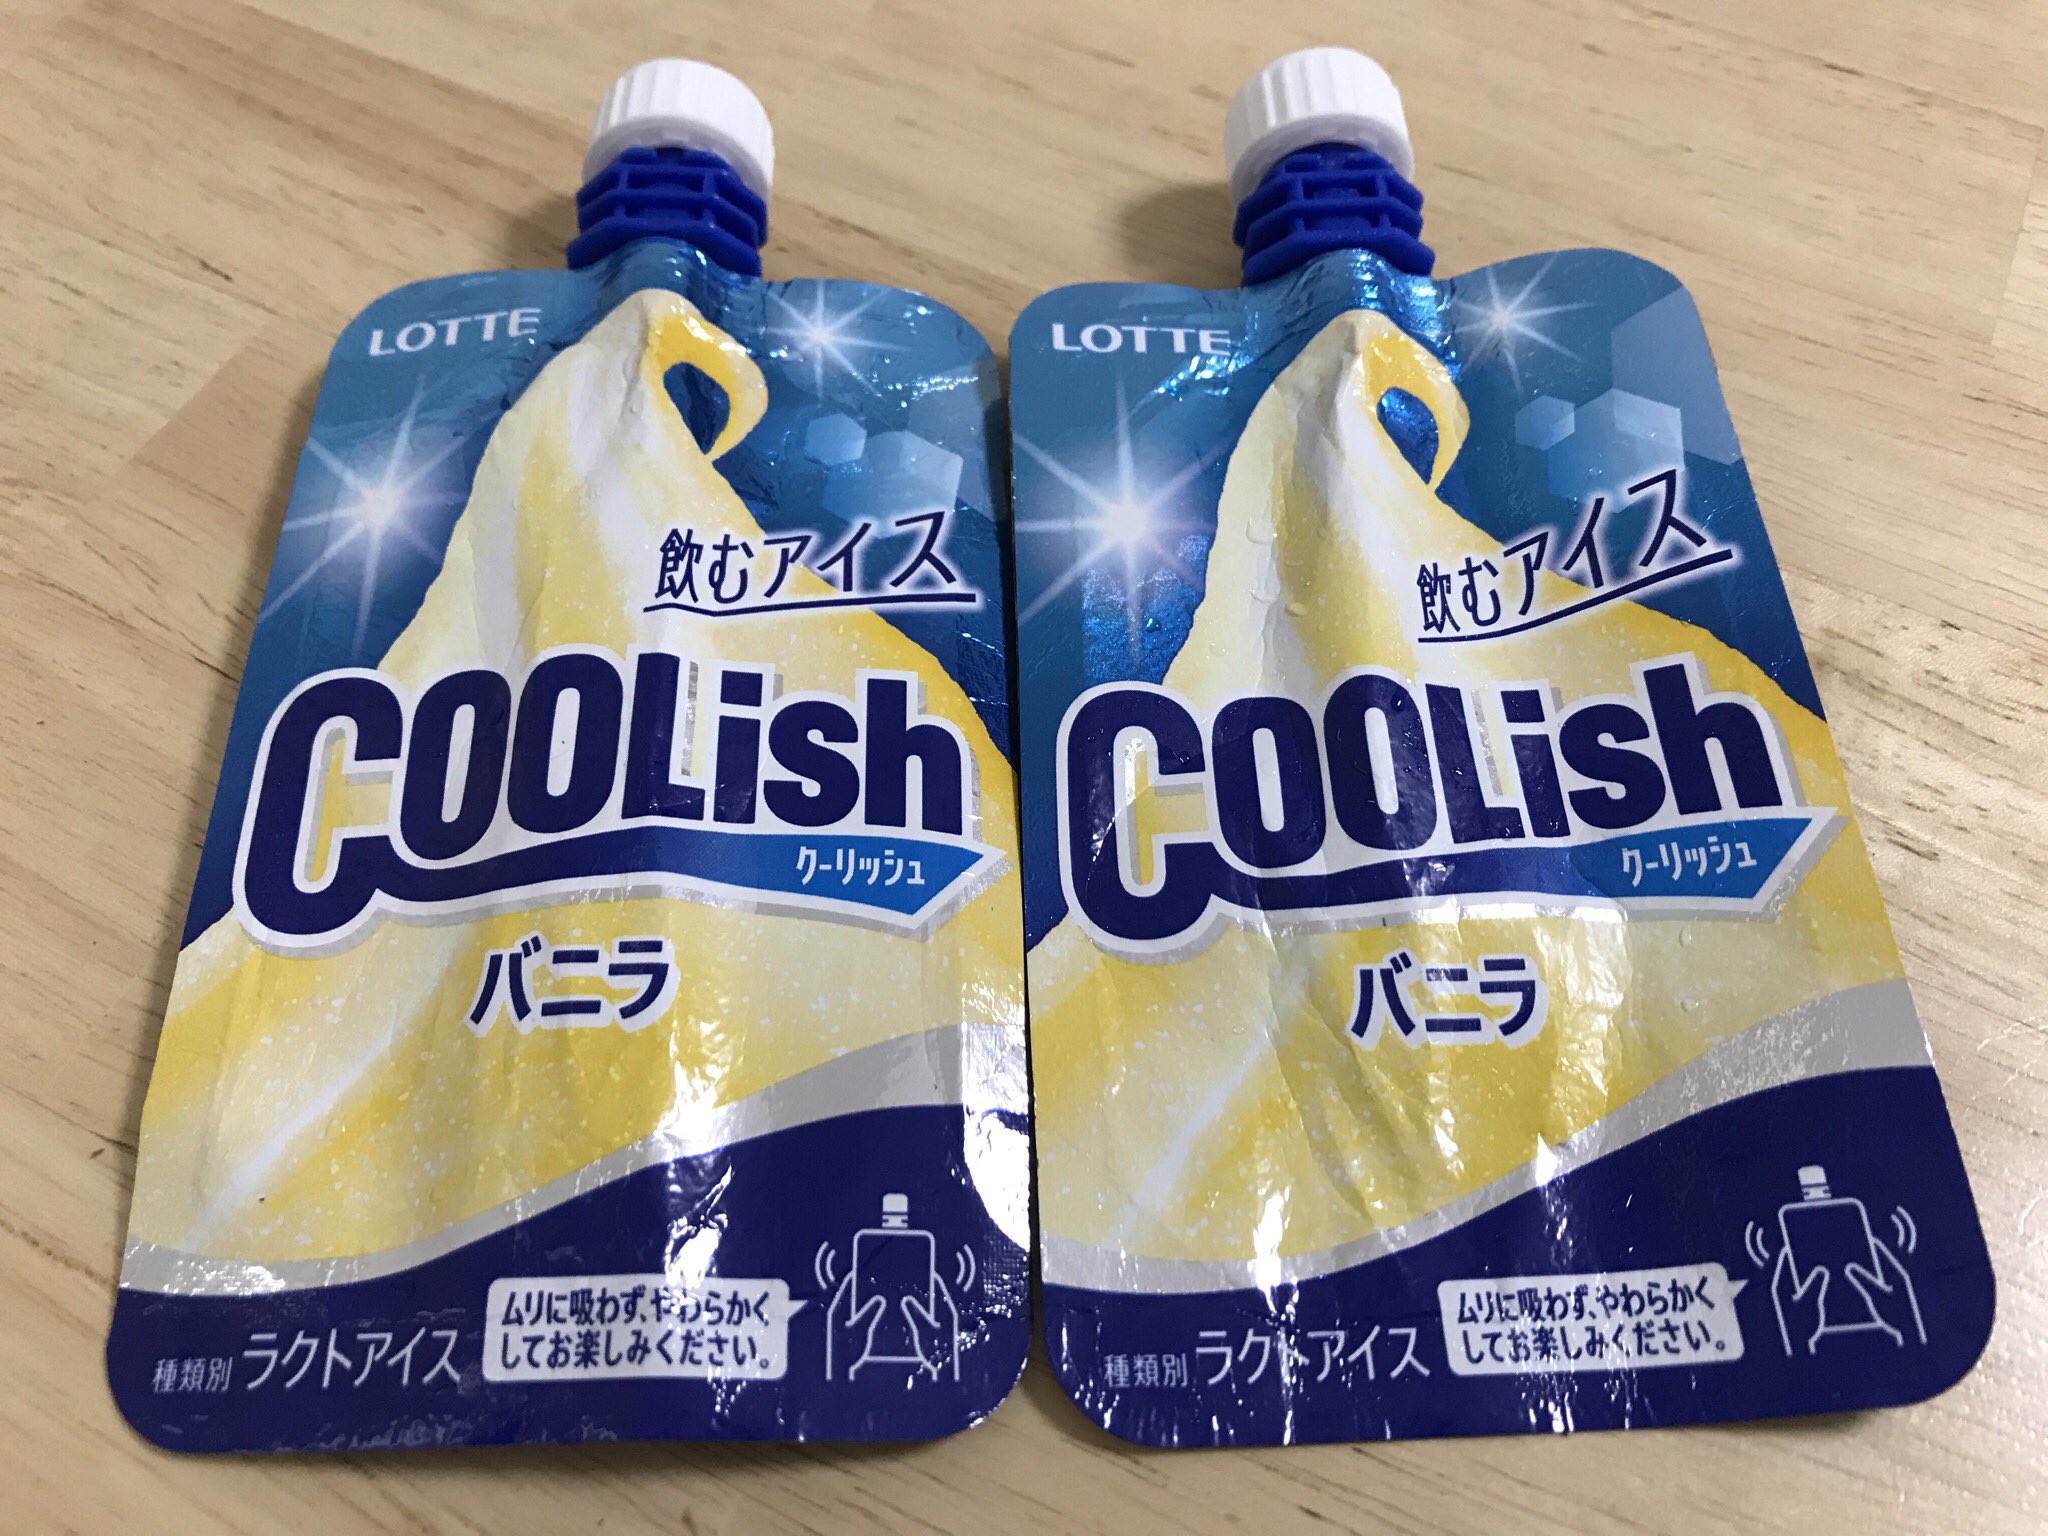 LOTTE
飲むアイス
COOLish
クーリッシュ
バニラ
種類別 ラクトアイス
ムリに吸わず、やわらかく
してお楽しみください。
LOTTE
飲むアイス
COOLish
クーリッシュ
バニラ
種類別 ラクトアイス
ムリに吸わず、やわらかく
してお楽しみください。